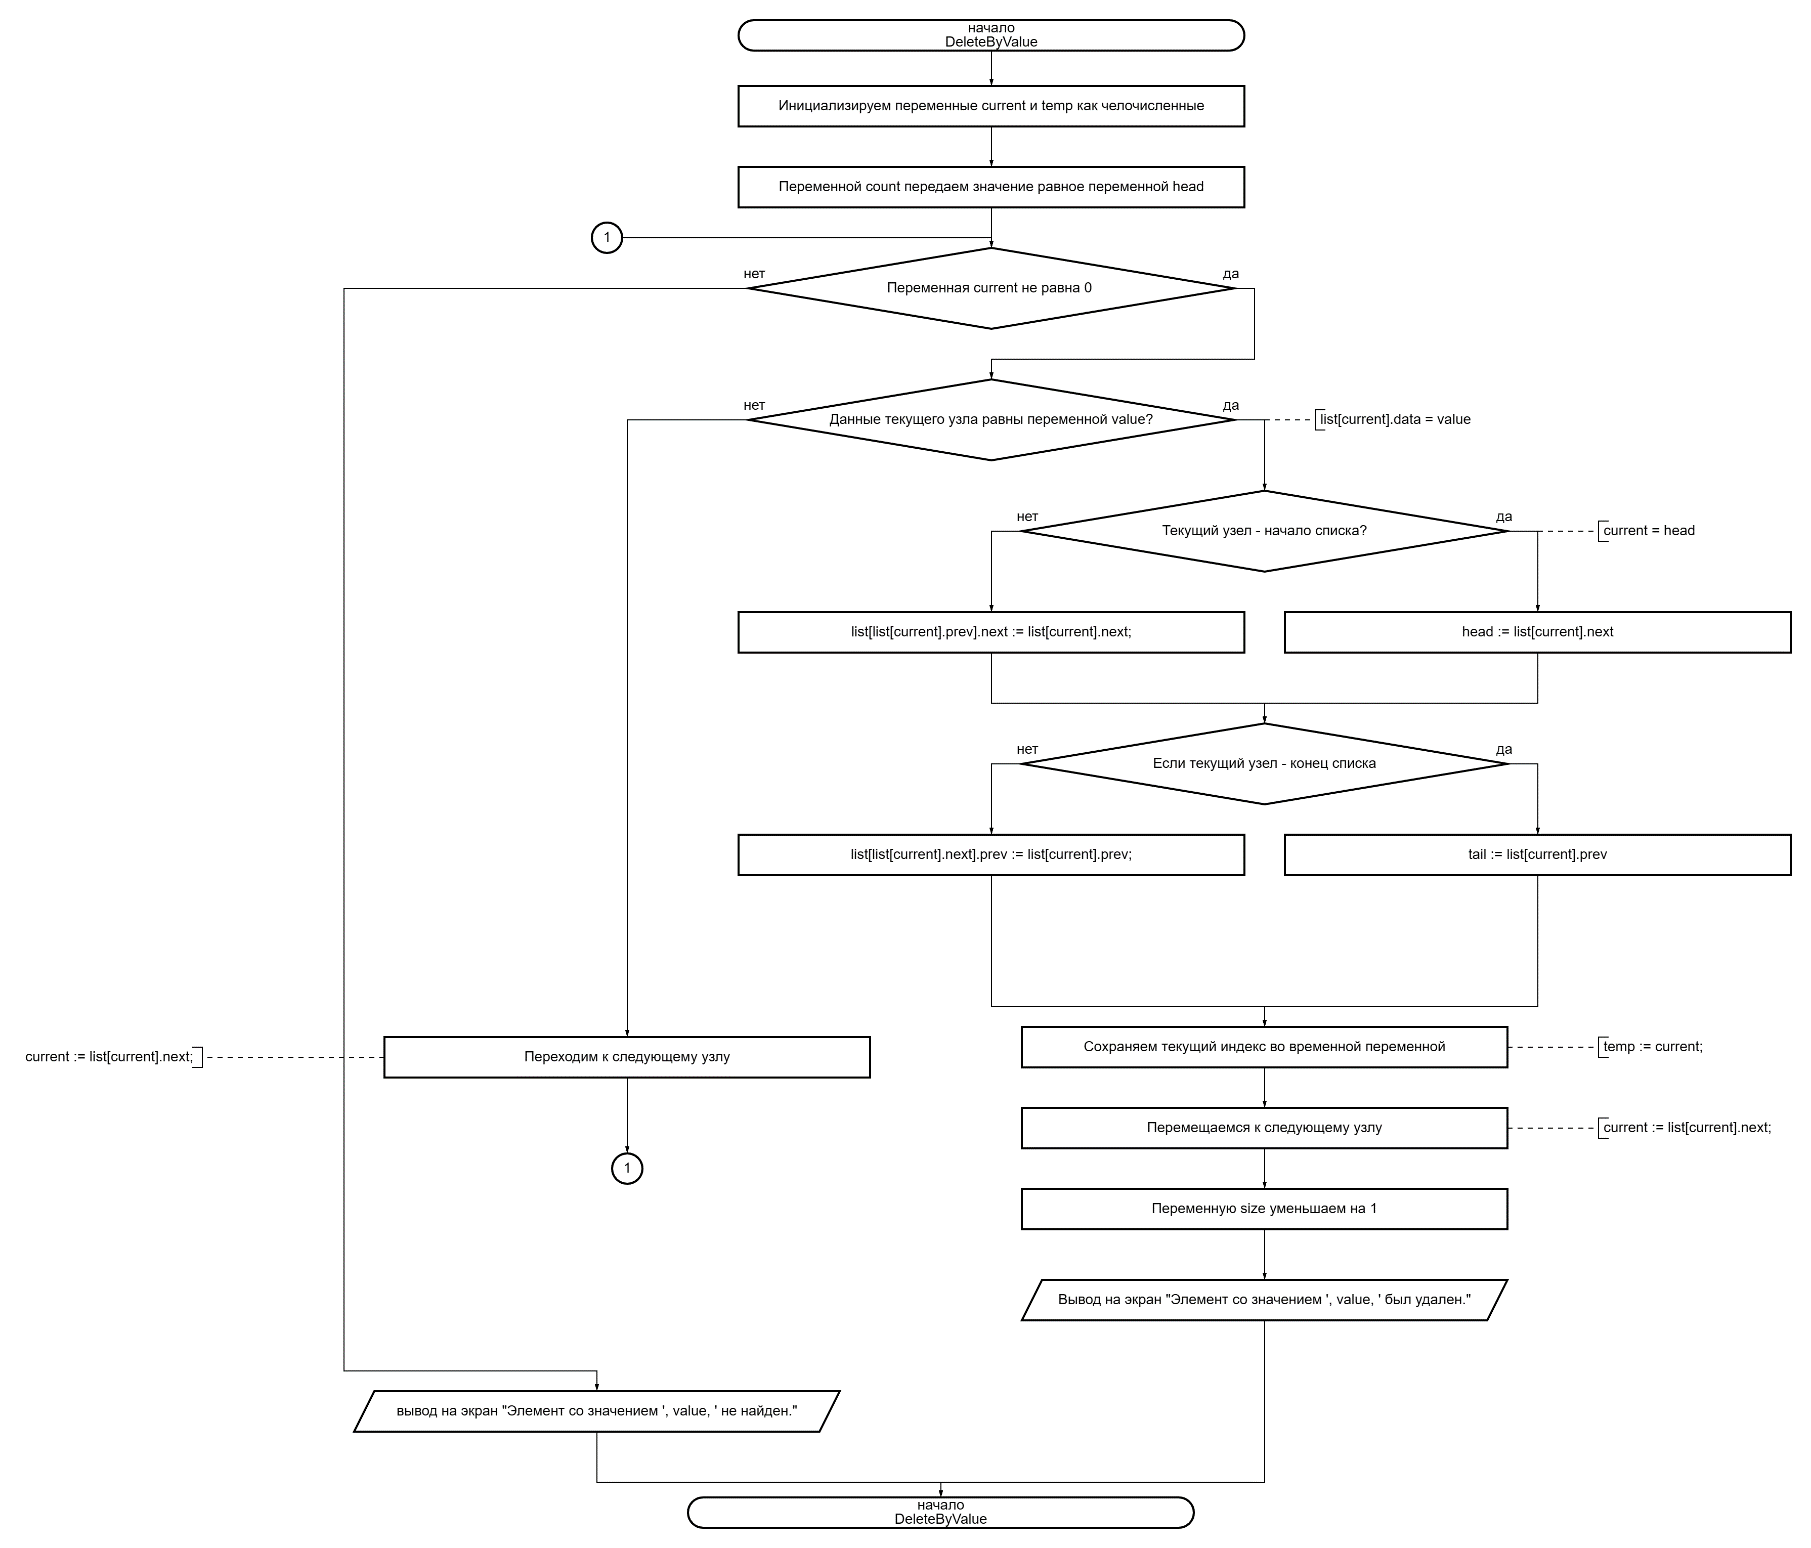 начало
DeleteByValue
Инициализируем переменные current и temp как челочисленные
Переменной count передаем значение равное переменной head
1
нет
да
Переменная current не равна 0
нет
да
Данные текущего узла равны переменной value?
list[current].data = value
нет
да
Текущий узел - начало списка?
current = head
list[list[current].prev].next := list[current].next;
head := list[current].next
нет
да
Если текущий узел - конец списка
list[list[current].next].prev := list[current].prev;
tail := list[current].prev
current := list[current].next;
Переходим к следующему узлу
Сохраняем текущий индекс во временной переменной
temp := current;
Перемещаемся к следующему узлу
current := list[current].next;
1
Переменную size уменьшаем на 1
Вывод на экран "Элемент со значением ', value, ' был удален."
вывод на экран "Элемент со значением ', value, ' не найден."
начало
DeleteByValue